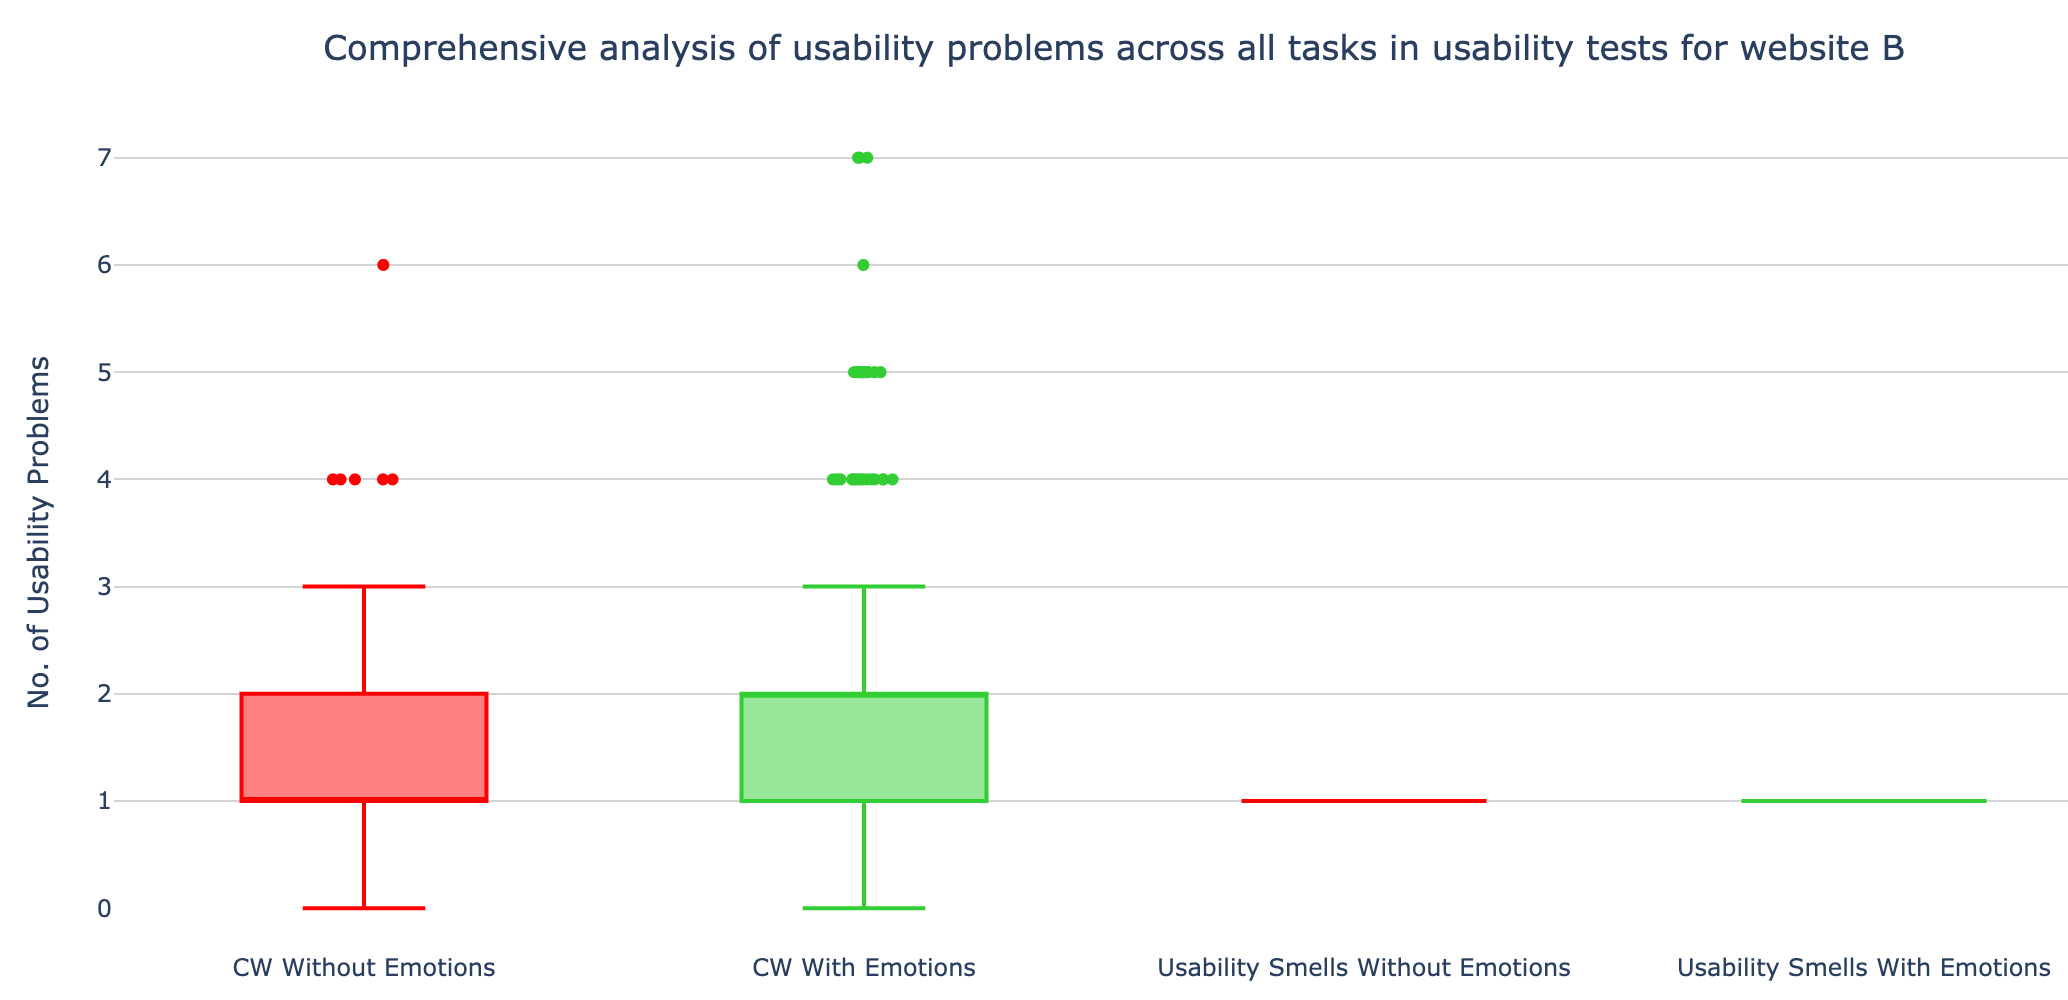 Comprehensive analysis of usability problems across all tasks in usability tests for website B
No. of Usability Problems
7
6
5
4
3
2
1
0
CW Without Emotions
CW With Emotions
Usability Smells Without Emotions
Usability Smells With Emotions